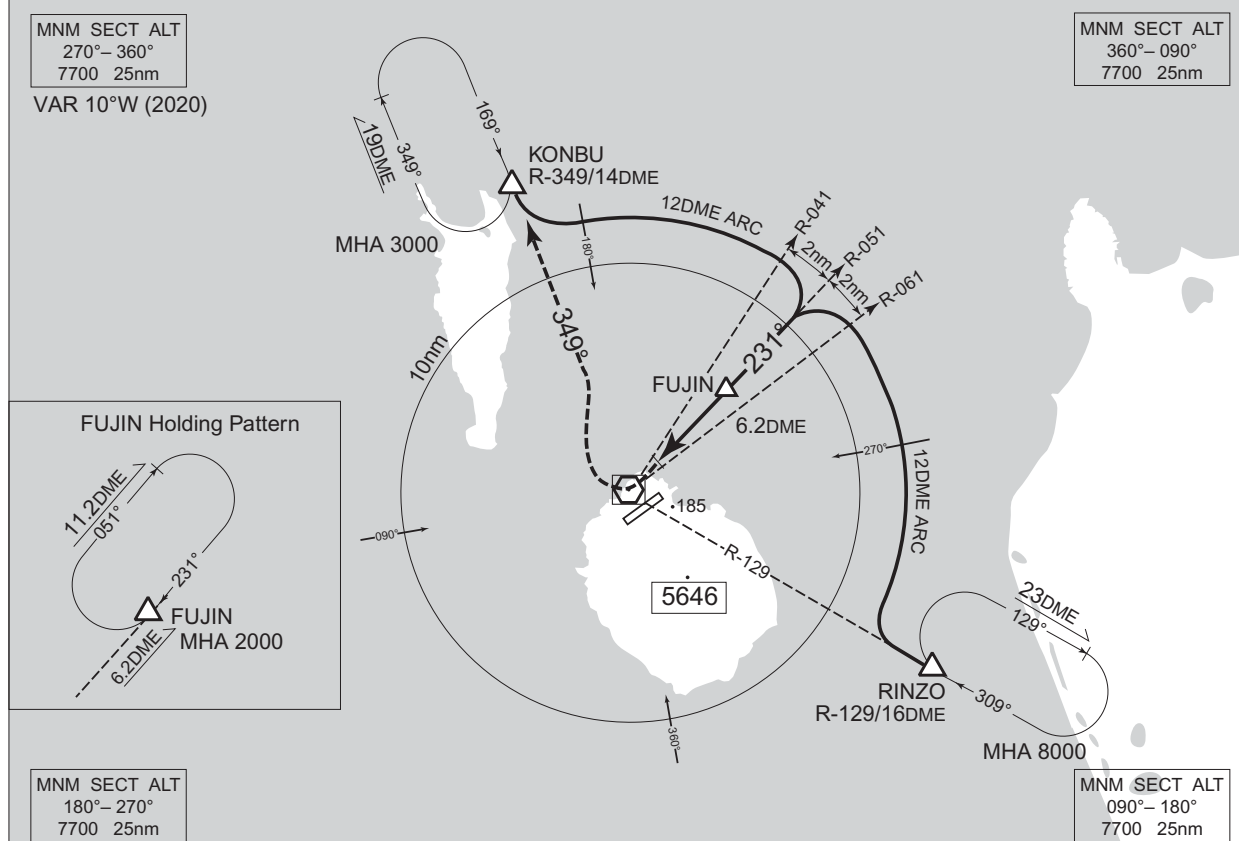 MNM SECT ALT
270°– 360°
7700 25nm
VAR 10°W (2020)
MNM SECT ALT
360°– 090°
7700 25nm
169°
349°
19DME
KONBU
R-349/14DME
MHA 3000
180°
12DME ARC
R-041
2nm
R-051
2nm
R-061
10nm
349°
231°
FUJIN
6.2DME
270°
12DME ARC
090°
185
R-129
5646
360°
23DME
129°
309°
RINZO
R-129/16DME
MHA 8000
FUJIN Holding Pattern
11.2DME
051°
231°
FUJIN
MHA 2000
6.2DME
MNM SECT ALT
180°– 270°
7700 25nm
MNM SECT ALT
090°– 180°
7700 25nm